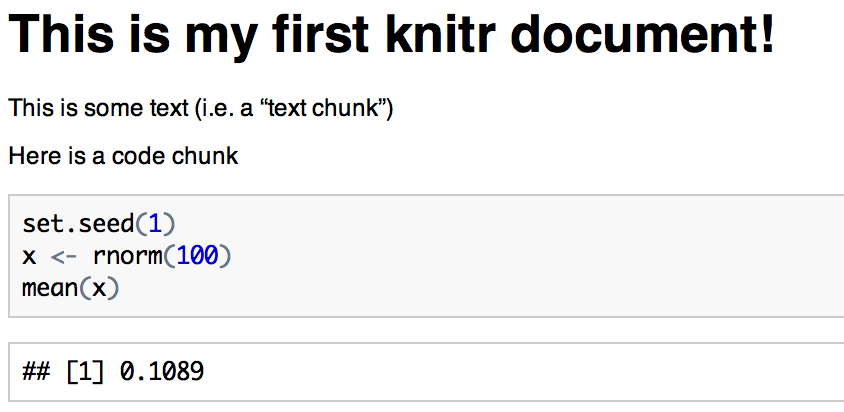 This is my first knitr document!
This is some text (i.e. a “text chunk”)
Here is a code chunk
set.seed(1)
x <- rnorm(100)
mean(x)
## [1] 0.1089